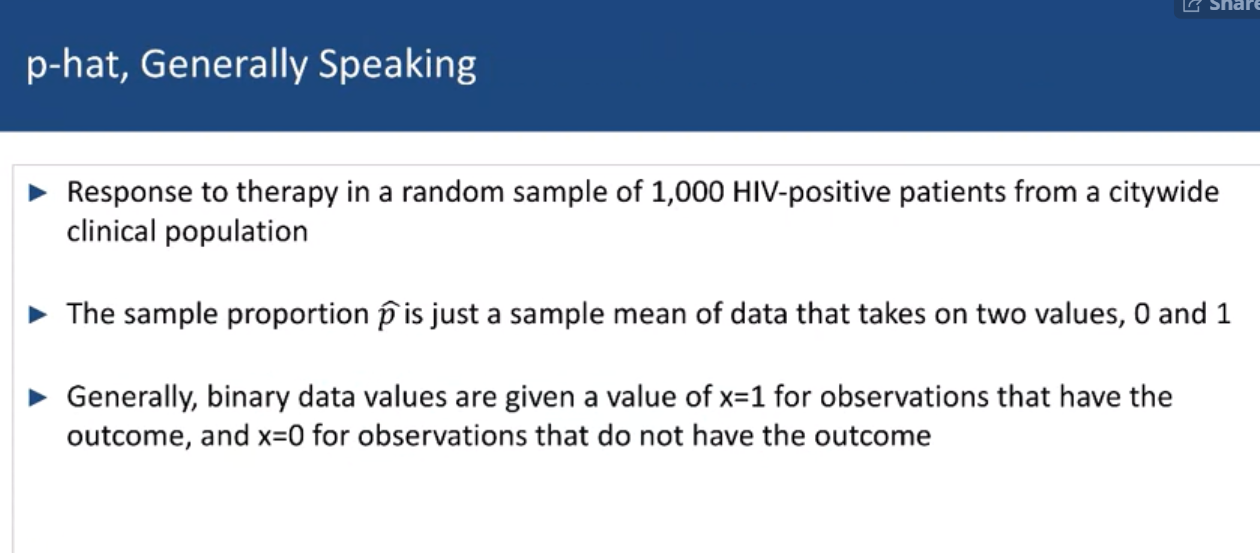 Share
p-hat, Generally Speaking
► Response to therapy in a random sample of 1,000 HIV-positive patients from a citywide
clinical population
► The sample proportion p̂ is just a sample mean of data that takes on two values, 0 and 1
► Generally, binary data values are given a value of x=1 for observations that have the
outcome, and x=0 for observations that do not have the outcome